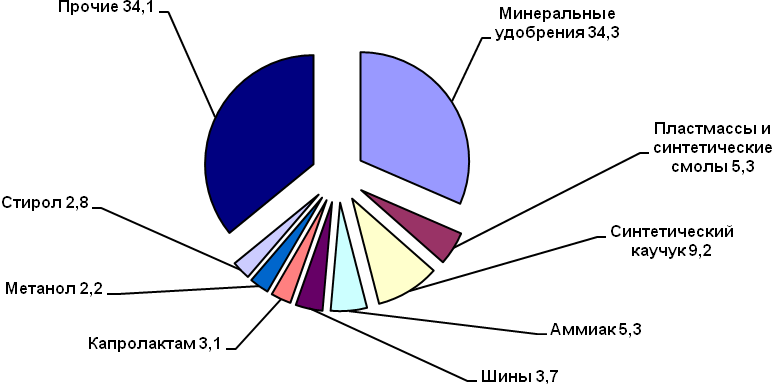 Прочие 34,1
Минеральные
удобрения 34,3
Пластмассы и
синтетические
смолы 5,3
Синтетический
каучук 9,2
Аммиак 5,3
Шины 3,7
Капролактам 3,1
Метанол 2,2
Стирол 2,8